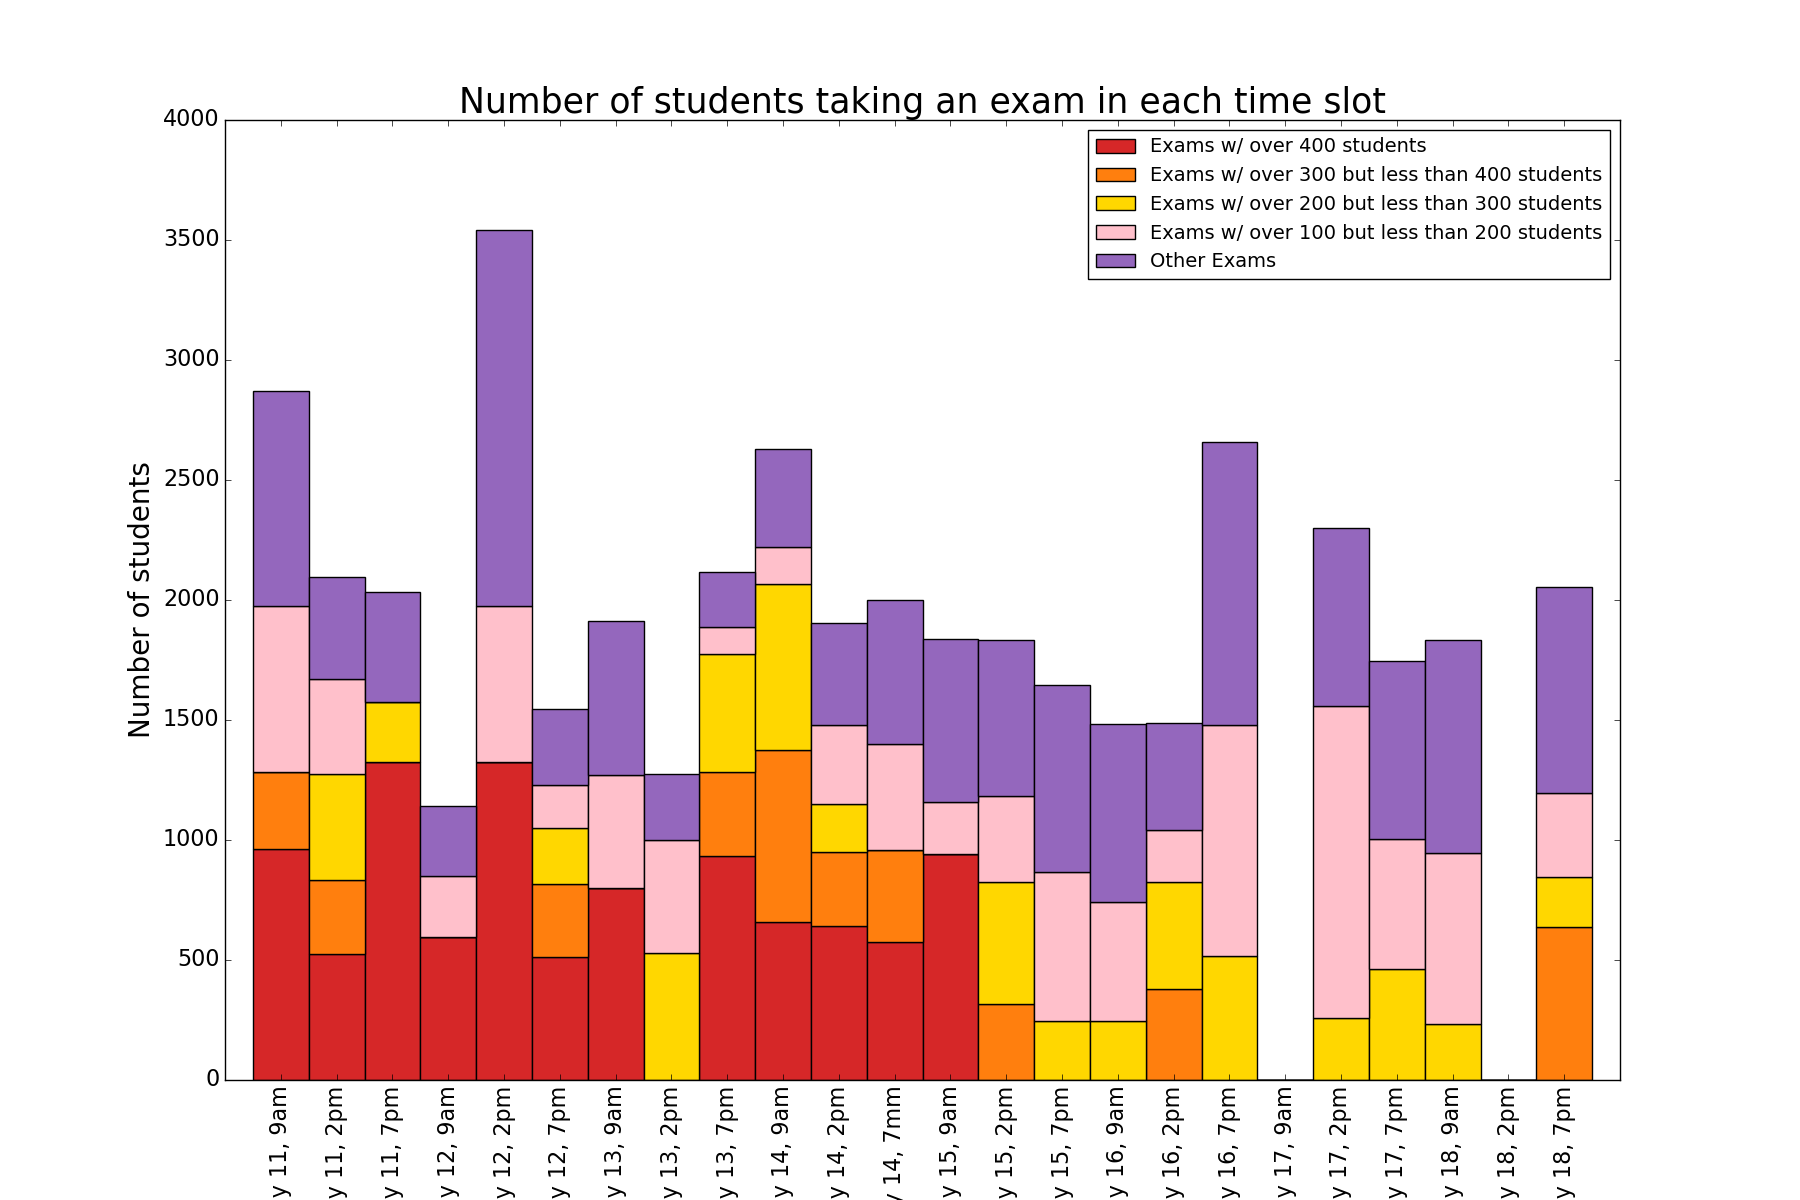 Number of students taking an exam in each time slot
Exams w/ over 400 students
Exams w/ over 300 but less than 400 students
Exams w/ over 200 but less than 300 students
Exams w/ over 100 but less than 200 students
Other Exams
Number of students
4000
3500
3000
2500
2000
1500
1000
500
0
y 11, 9am
y 11, 2pm
y 11, 7pm
y 12, 9am
y 12, 2pm
y 12, 7pm
y 13, 9am
y 13, 2pm
y 13, 7pm
y 14, 9am
y 14, 2pm
y 14, 7mm
y 15, 9am
y 15, 2pm
y 15, 7pm
y 16, 9am
y 16, 2pm
y 16, 7pm
y 17, 9am
y 17, 2pm
y 17, 7pm
y 18, 9am
y 18, 2pm
y 18, 7pm